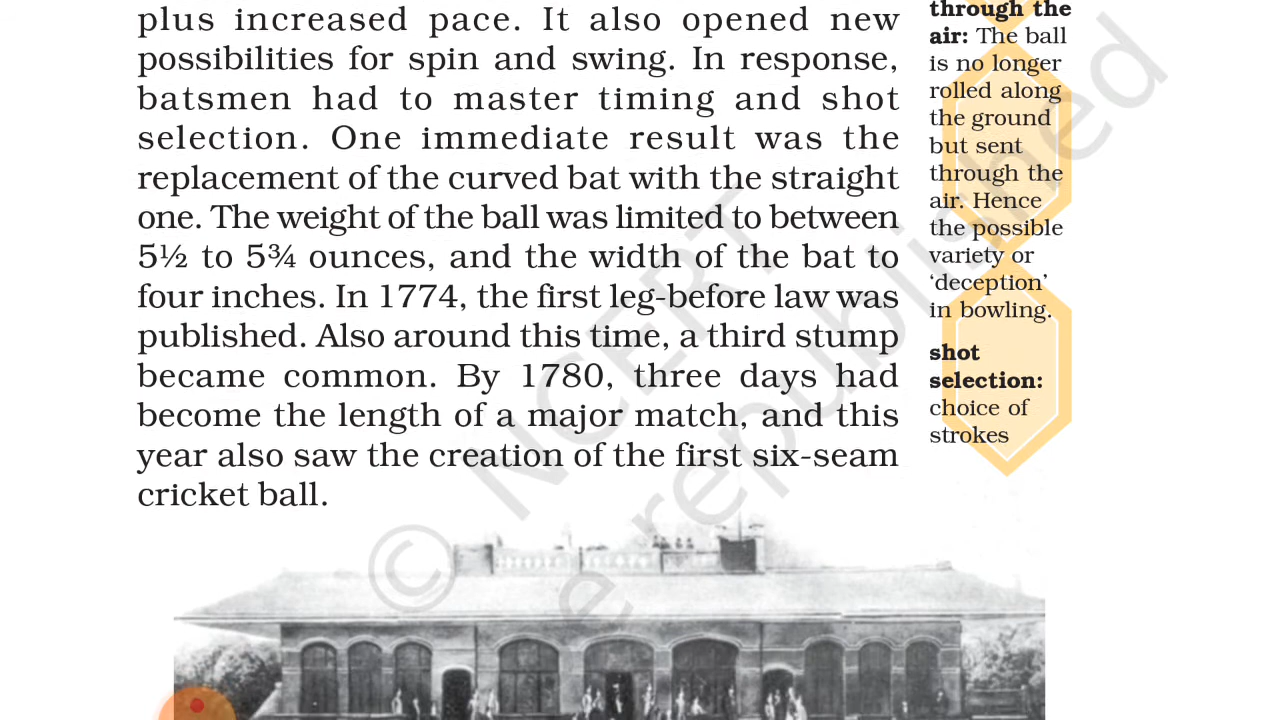 plus increased pace. It also opened new
possibilities for spin and swing. In response,
batsmen had to master timing and shot
selection. One immediate result was the
replacement of the curved bat with the straight
one. The weight of the ball was limited to between
5½ to 5¾ ounces, and the width of the bat to
four inches. In 1774, the first leg-before law was
published. Also around this time, a third stump
became common. By 1780, three days had
become the length of a major match, and this
year also saw the creation of the first six-seam
cricket ball.
through the
air: The ball
is no longer
rolled along
the ground
but sent
through the
air. Hence
the possible
variety or
‘deception’
in bowling.
shot
selection:
choice of
strokes
© NCERT
e republished